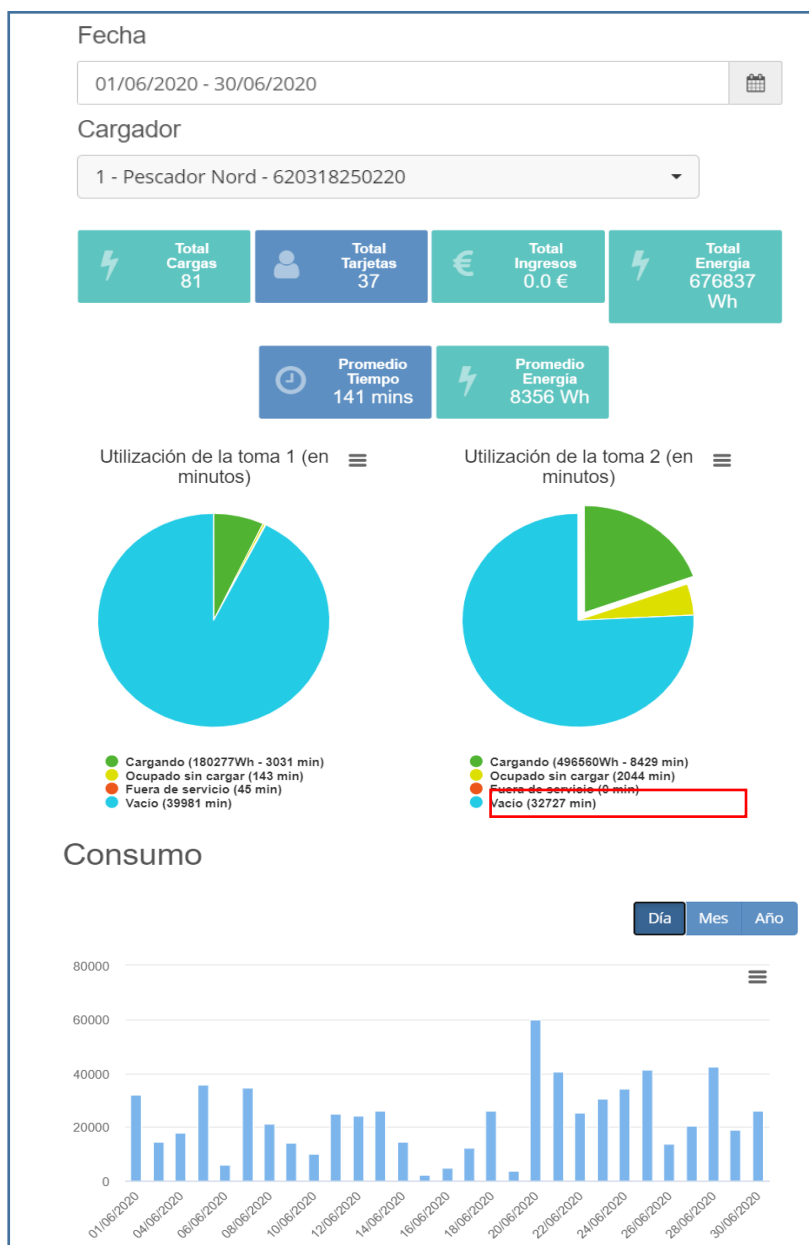 Fecha
01/06/2020 - 30/06/2020
Cargador
1 - Pescador Nord - 620318250220
Total
Cargas
81
Total
Tarjetas
37
€
Total
Ingresos
0.0 €
Total
Energía
676837
Wh
Promedio
Tiempo
141 mins
Promedio
Energía
8356 Wh
Utilización de la toma 1 (en
minutos)
Cargando (180277Wh - 3031 min)
Ocupado sin cargar (143 min)
Fuera de servicio (45 min)
Vacio (39981 min)
Utilización de la toma 2 (en
minutos)
Cargando (496560Wh - 8429 min)
Ocupado sin cargar (2044 min)
Fuera de servicio (0 min)
Vacio (32727 min)
Consumo
Día Mes Año
80000
60000
40000
20000
0
01/06/2020 04/06/2020 06/06/2020 08/06/2020 10/06/2020 12/06/2020 14/06/2020 16/06/2020 18/06/2020 20/06/2020 22/06/2020 24/06/2020 26/06/2020 28/06/2020 30/06/2020